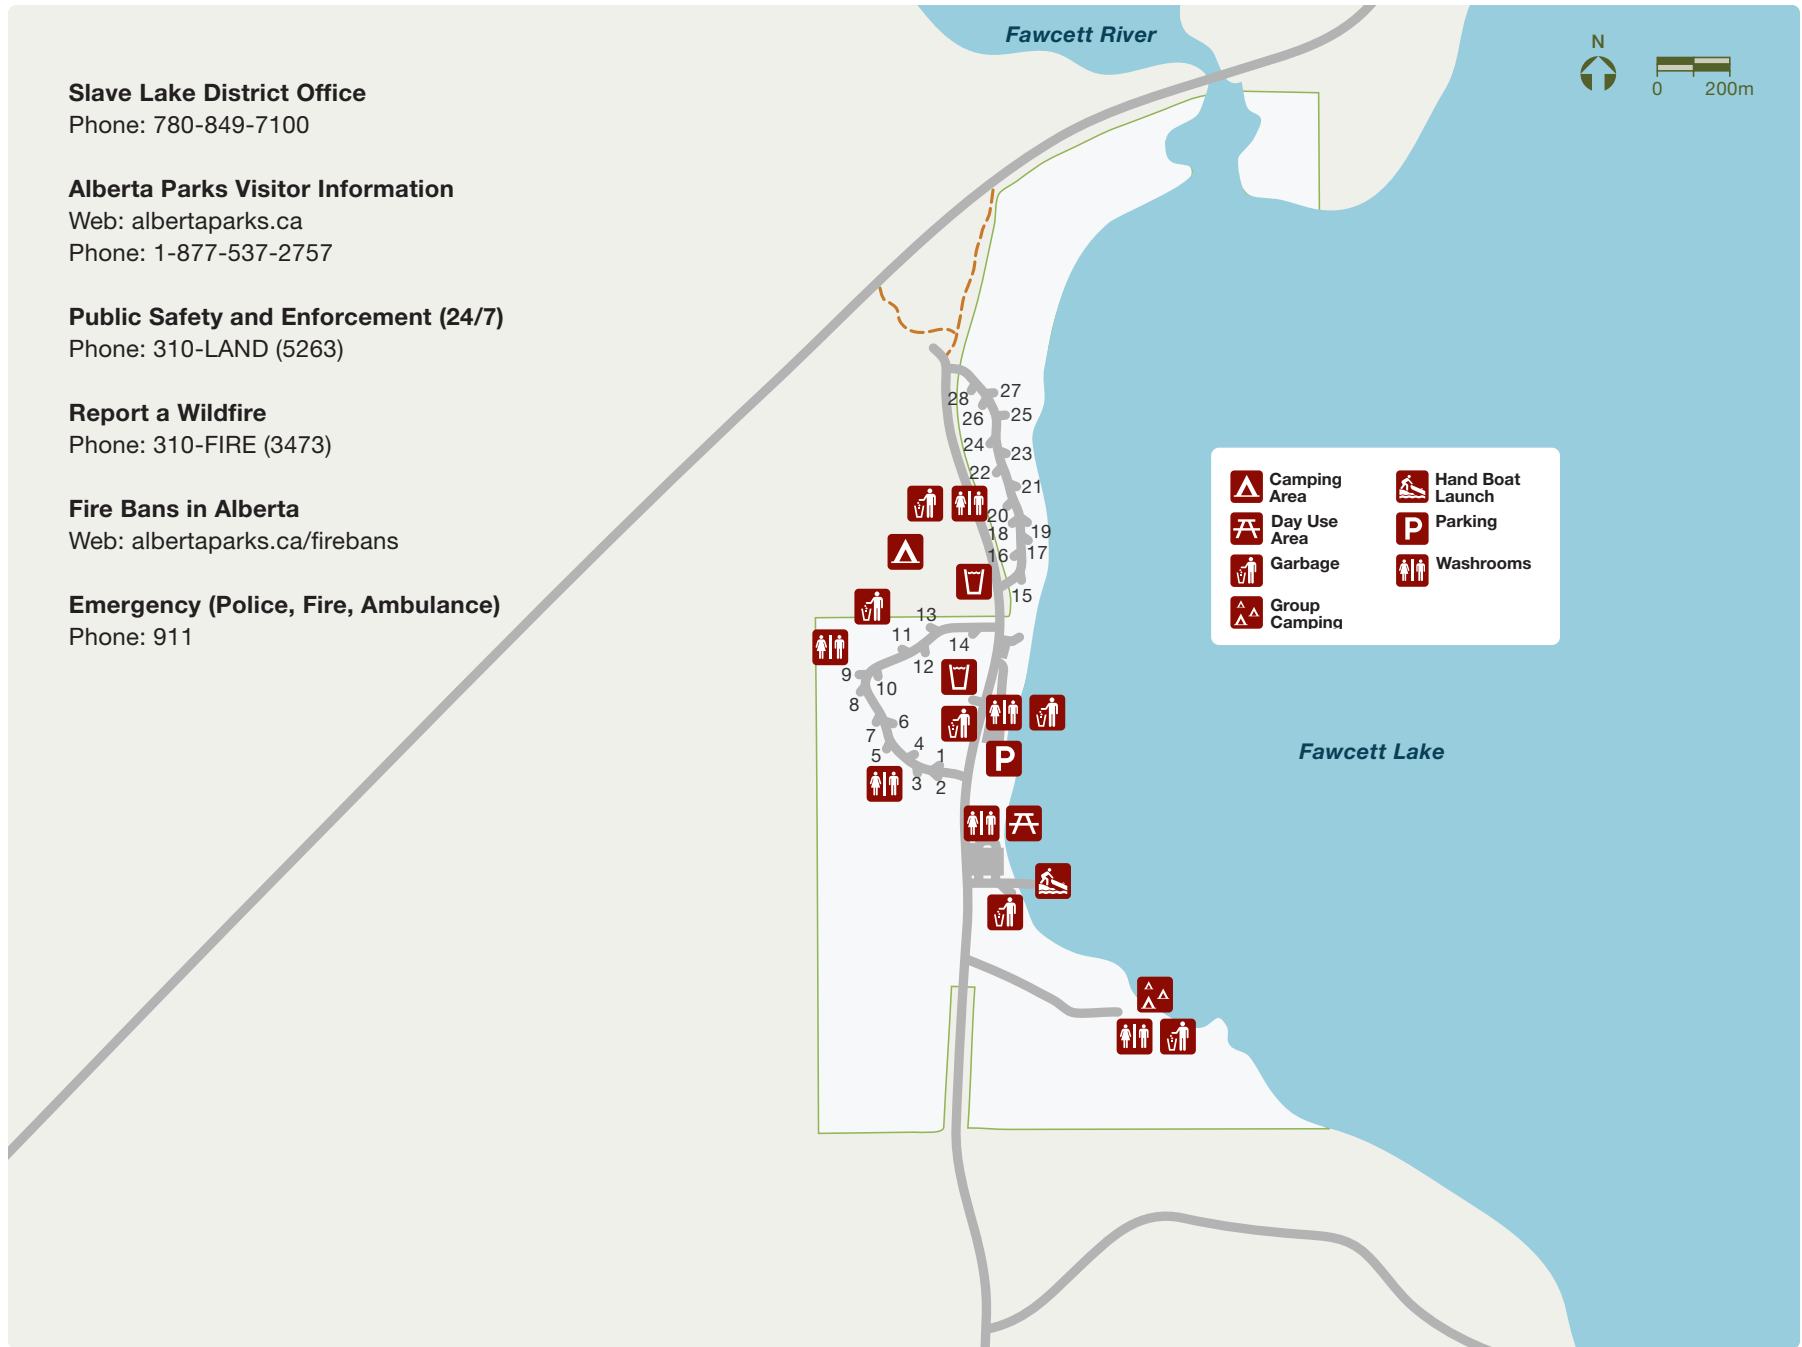 Fawcett River
N
0 200m
Slave Lake District Office
Phone: 780-849-7100
Alberta Parks Visitor Information
Web: albertaparks.ca
Phone: 1-877-537-2757
Public Safety and Enforcement (24/7)
Phone: 310-LAND (5263)
Report a Wildfire
Phone: 310-FIRE (3473)
Fire Bans in Alberta
Web: albertaparks.ca/firebans
Emergency (Police, Fire, Ambulance)
Phone: 911
27
28
25
26
24
23
22
21
20
19
18
17
16
15
13
14
11
12
9
10
8
6
7
4
5
1
3
2
P
Camping
Area
Day Use
Area
Garbage
Group
Camping
Hand Boat
Launch
P
Parking
Washrooms
Fawcett Lake